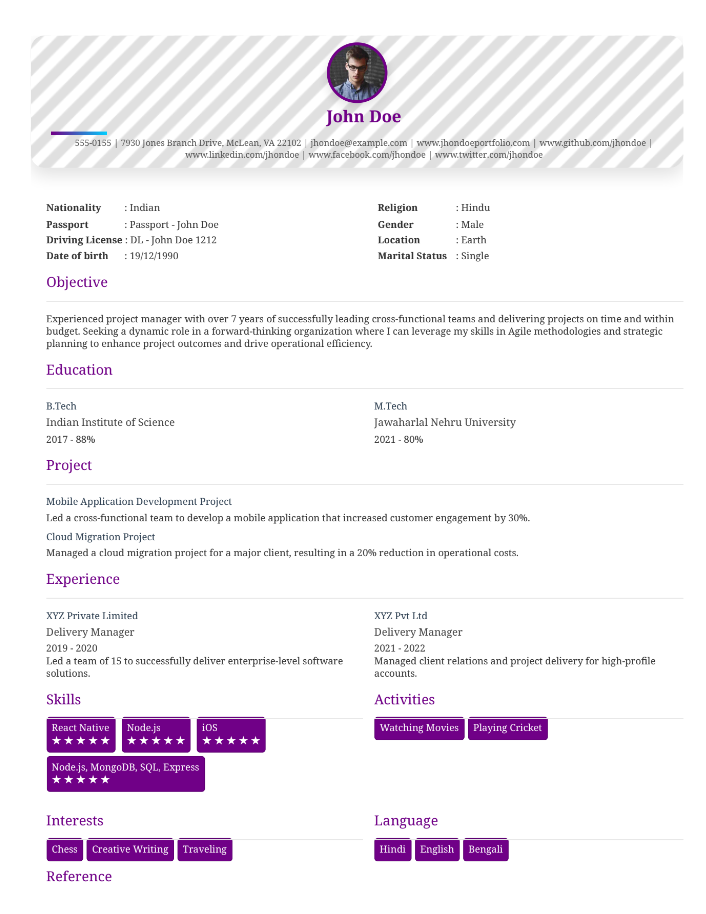 John Doe
555-0155 | 7930 Jones Branch Drive, McLean, VA 22102 | jhondoe@example.com | www.jhondoeportfolio.com | www.github.com/jhondoe |
www.linkedin.com/jhondoe | www.facebook.com/jhondoe | www.twitter.com/jhondoe
Nationality : Indian
Passport : Passport - John Doe
Driving License : DL - John Doe 1212
Date of birth : 19/12/1990
Religion : Hindu
Gender : Male
Location : Earth
Marital Status : Single
Objective
Experienced project manager with over 7 years of successfully leading cross-functional teams and delivering projects on time and within
budget. Seeking a dynamic role in a forward-thinking organization where I can leverage my skills in Agile methodologies and strategic
planning to enhance project outcomes and drive operational efficiency.
Education
B.Tech
Indian Institute of Science
2017 - 88%
M.Tech
Jawaharlal Nehru University
2021 - 80%
Project
Mobile Application Development Project
Led a cross-functional team to develop a mobile application that increased customer engagement by 30%.
Cloud Migration Project
Managed a cloud migration project for a major client, resulting in a 20% reduction in operational costs.
Experience
XYZ Private Limited
Delivery Manager
2019 - 2020
Led a team of 15 to successfully deliver enterprise-level software
solutions.
XYZ Pvt Ltd
Delivery Manager
2021 - 2022
Managed client relations and project delivery for high-profile
accounts.
Skills
React Native
★★★★★
Node.js
★★★★★
iOS
★★★★★
Node.js, MongoDB, SQL, Express
★★★★★
Activities
Watching Movies
Playing Cricket
Interests
Chess
Creative Writing
Traveling
Language
Hindi
English
Bengali
Reference